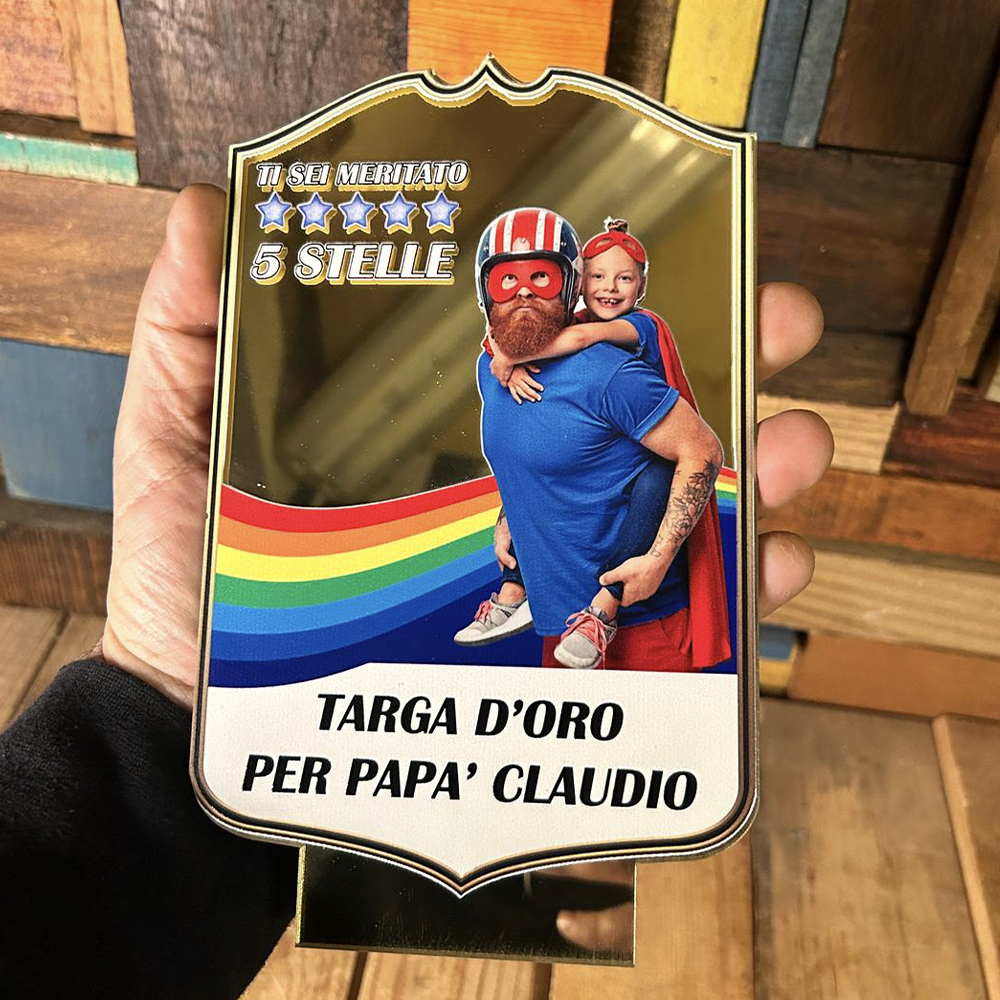 TI SEI MERITATO
5 STELLE
TARGA D'ORO
PER PAPA' CLAUDIO